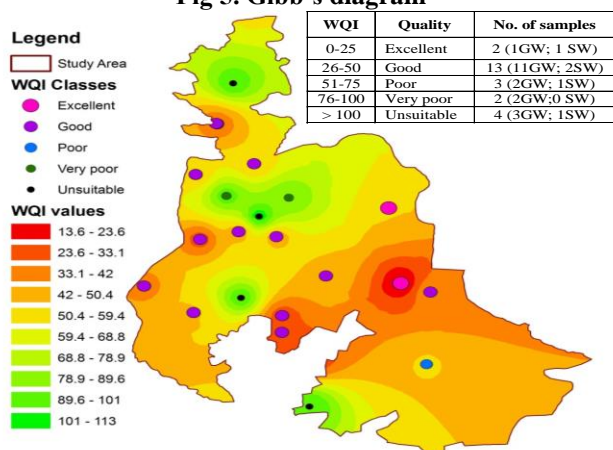 Fig 3. Gibb's diagram
WQI Quality No. of samples
0-25 Excellent 2 (1GW; 1 SW)
26-50 Good 13 (11GW; 2SW)
51-75 Poor 3 (2GW; 1SW)
76-100 Very poor 2 (2GW;0 SW)
> 100 Unsuitable 4 (3GW; 1SW)
Legend
Study Area
WQI Classes
Excellent
Good
Poor
Very poor
Unsuitable
WQI values
13.6 - 23.6
23.6 - 33.1
33.1 - 42
42 - 50.4
50.4 - 59.4
59.4 - 68.8
68.8 - 78.9
78.9 - 89.6
89.6 - 101
101 - 113